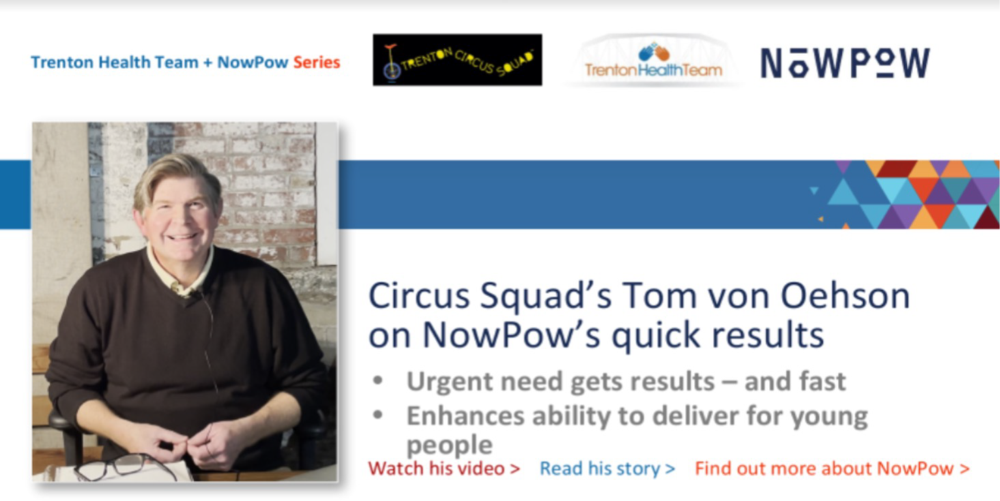 Trenton Health Team + NowPow Series
TRENTON CIRCUS SQUAD
TrentonHealthTeam
NOWPOW
Circus Squad’s Tom von Oehson
on NowPow’s quick results
• Urgent need gets results – and fast
• Enhances ability to deliver for young
people
Watch his video > Read his story > Find out more about NowPow >